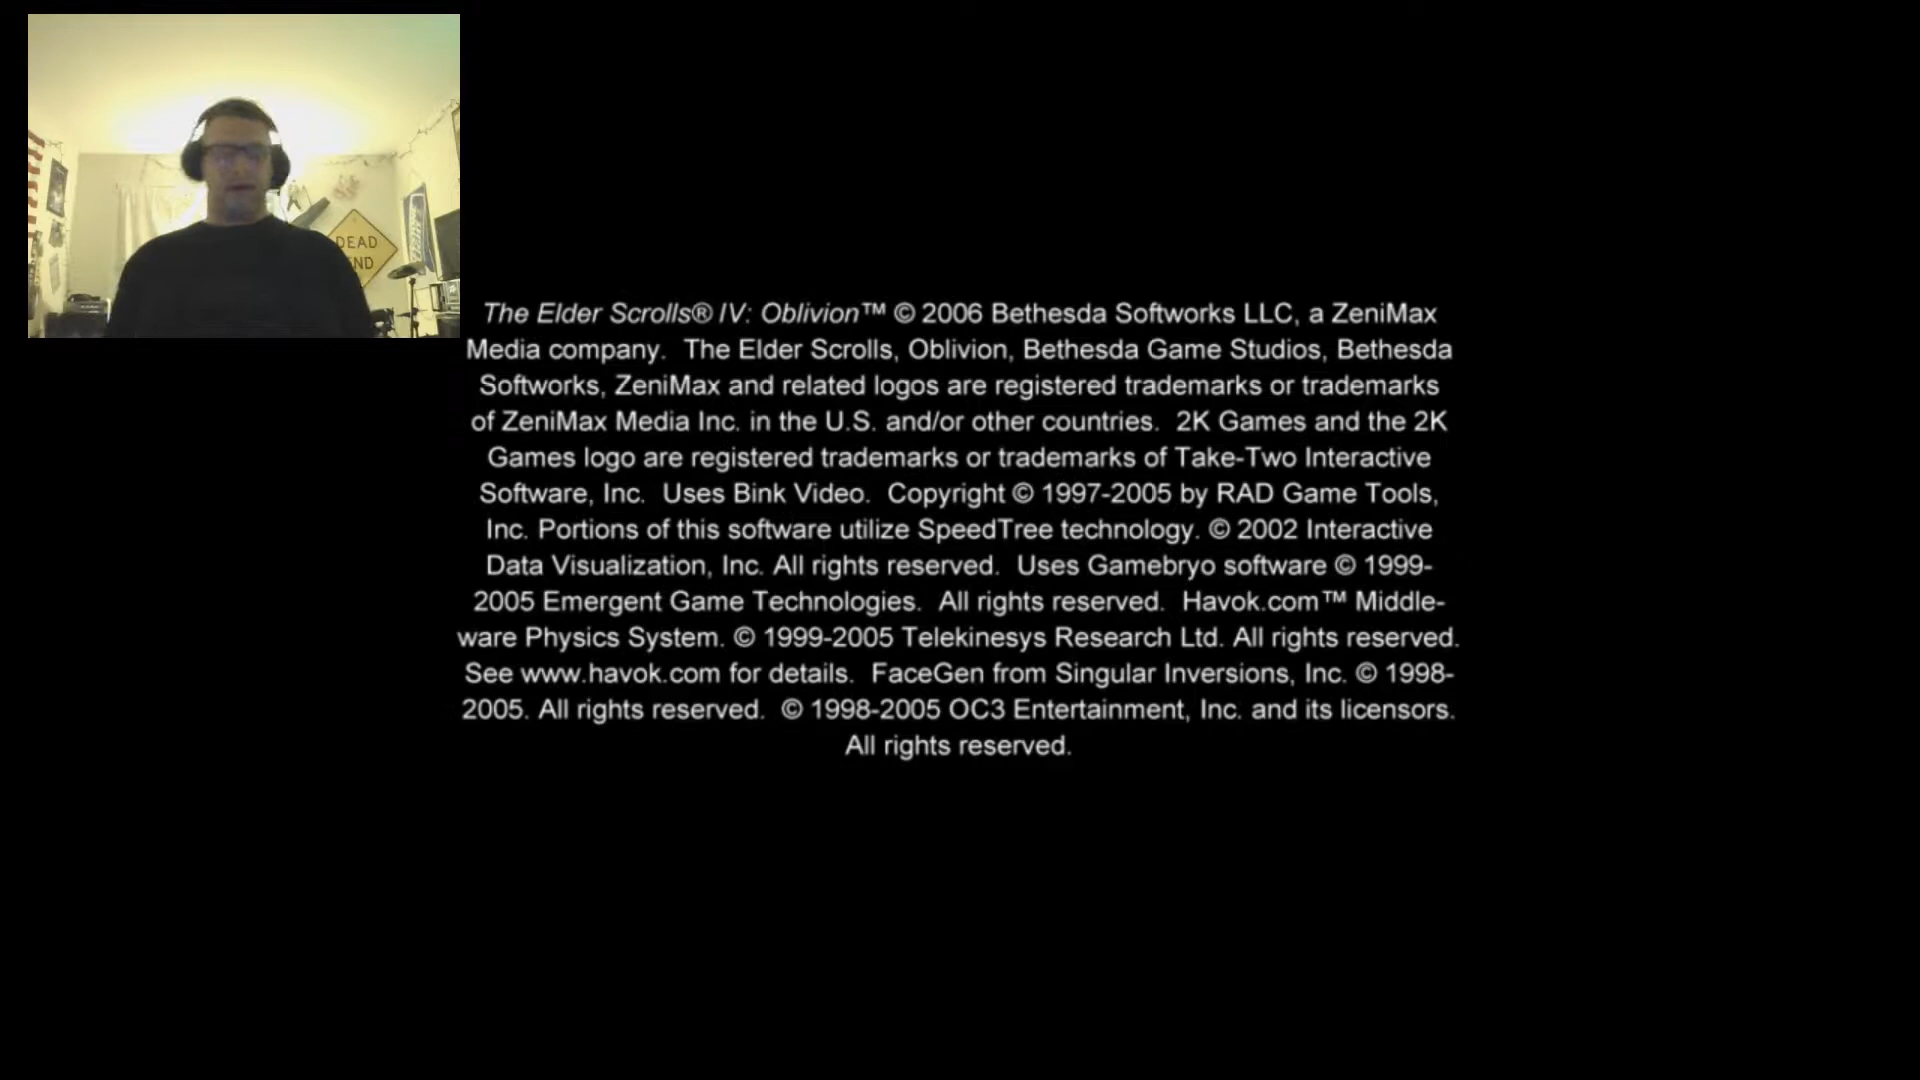 DEAD
END
The Elder Scrolls® IV: Oblivion™ © 2006 Bethesda Softworks LLC, a ZeniMax
Media company.  The Elder Scrolls, Oblivion, Bethesda Game Studios, Bethesda
Softworks, ZeniMax and related logos are registered trademarks or trademarks
of ZeniMax Media Inc. in the U.S. and/or other countries.  2K Games and the 2K
Games logo are registered trademarks or trademarks of Take-Two Interactive
Software, Inc.  Uses Bink Video.  Copyright © 1997-2005 by RAD Game Tools,
Inc. Portions of this software utilize SpeedTree technology. © 2002 Interactive
Data Visualization, Inc. All rights reserved.  Uses Gamebryo software © 1999-
2005 Emergent Game Technologies.  All rights reserved.  Havok.com™ Middle-
ware Physics System. © 1999-2005 Telekinesys Research Ltd. All rights reserved.
See www.havok.com for details.  FaceGen from Singular Inversions, Inc. © 1998-
2005. All rights reserved.  © 1998-2005 OC3 Entertainment, Inc. and its licensors.
All rights reserved.